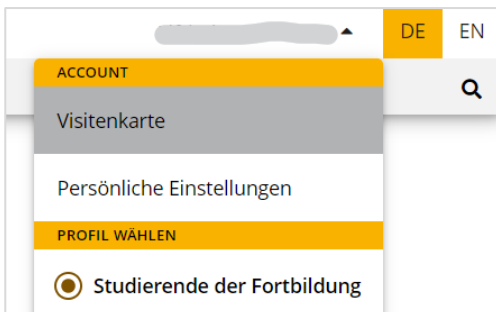 DE EN
ACCOUNT
Visitenkarte
Persönliche Einstellungen
PROFIL WÄHLEN
Studierende der Fortbildung